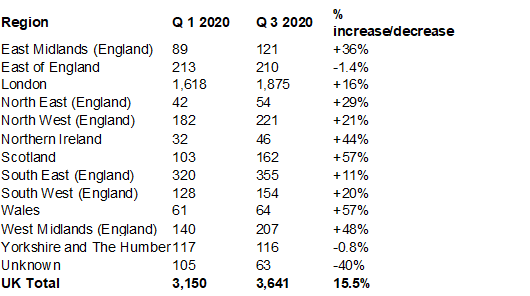 %
Region Q 1 2020 Q 3 2020 increase/decrease
East Midlands (England) 89 121 +36%
East of England 213 210 -1.4%
London 1,618 1,875 +16%
North East (England) 42 54 +29%
North West (England) 182 221 +21%
Northern Ireland 32 46 +44%
Scotland 103 162 +57%
South East (England) 320 355 +11%
South West (England) 128 154 +20%
Wales 61 64 +57%
West Midlands (England) 140 207 +48%
Yorkshire and The Humber 117 116 -0.8%
Unknown 105 63 -40%
UK Total 3,150 3,641 15.5%